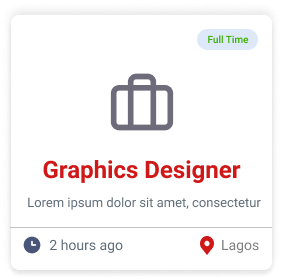 Full Time
Graphics Designer
Lorem ipsum dolor sit amet, consectetur
2 hours ago
Lagos